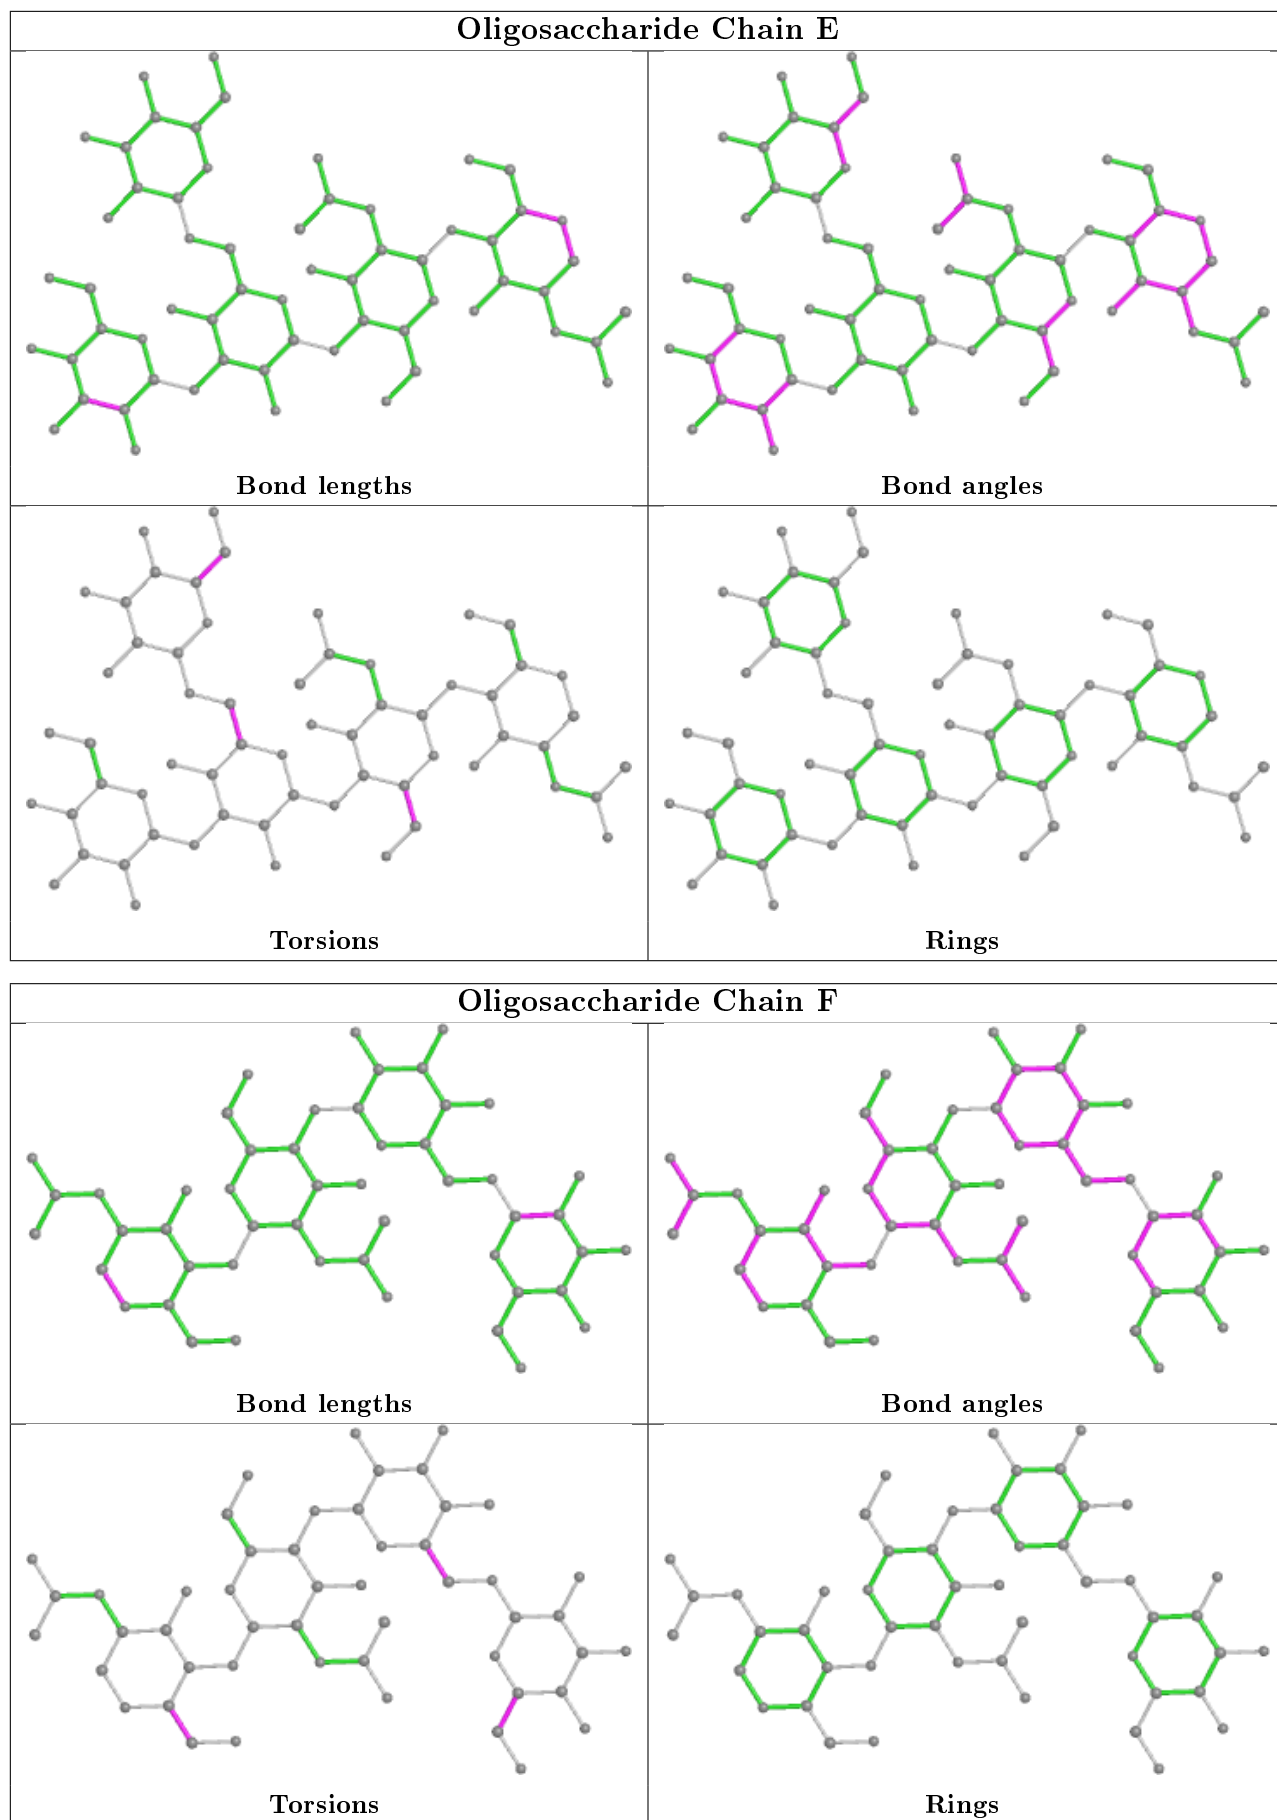 Oligosaccharide Chain E
Bond lengths
Bond angles
Torsions
Rings
Oligosaccharide Chain F
Bond lengths
Bond angles
Torsions
Rings